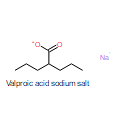 ⁻O
O
Na
Valproic acid sodium salt